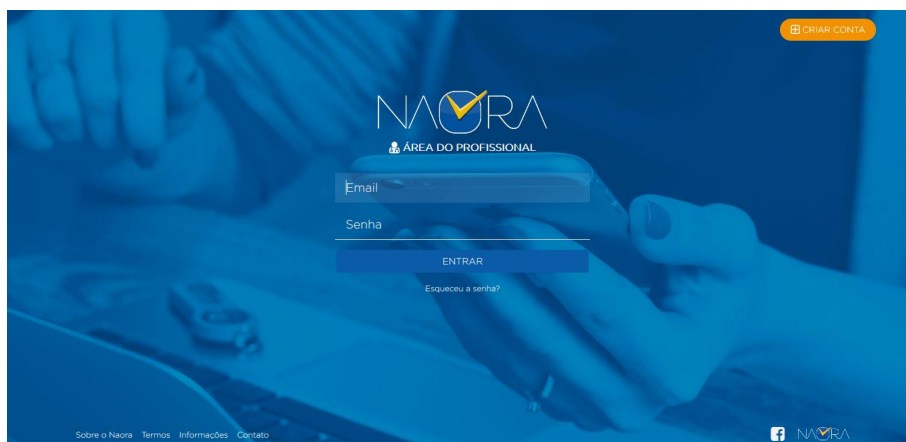 CRIAR CONTA
NAORA
ÁREA DO PROFISSIONAL
Email
Senha
ENTRAR
Esqueceu a senha?
Sobre o Naora Termos Informações Contato
NAORA